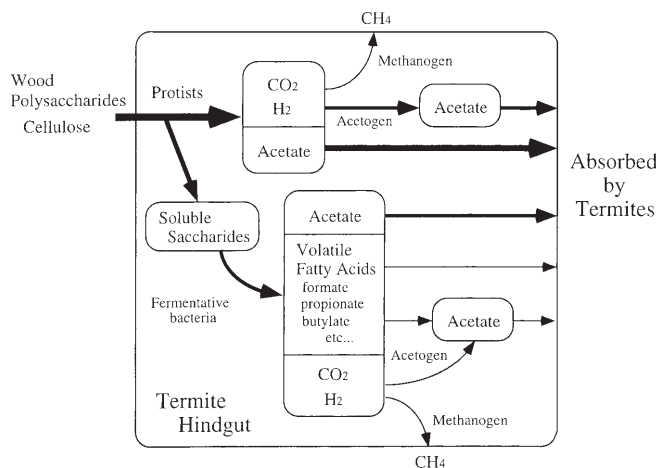 CH4
Methanogen
Wood
Polysaccharides
Cellulose
Protists
CO2
H2
Acetogen
Acetate
Acetate
Absorbed
by
Termites
Soluble
Saccharides
Acetate
Volatile
Fatty Acids
formate
propionate
butylate
etc...
Fermentative
bacteria
Acetate
Acetogen
CO2
H2
Termite
Hindgut
Methanogen
CH4